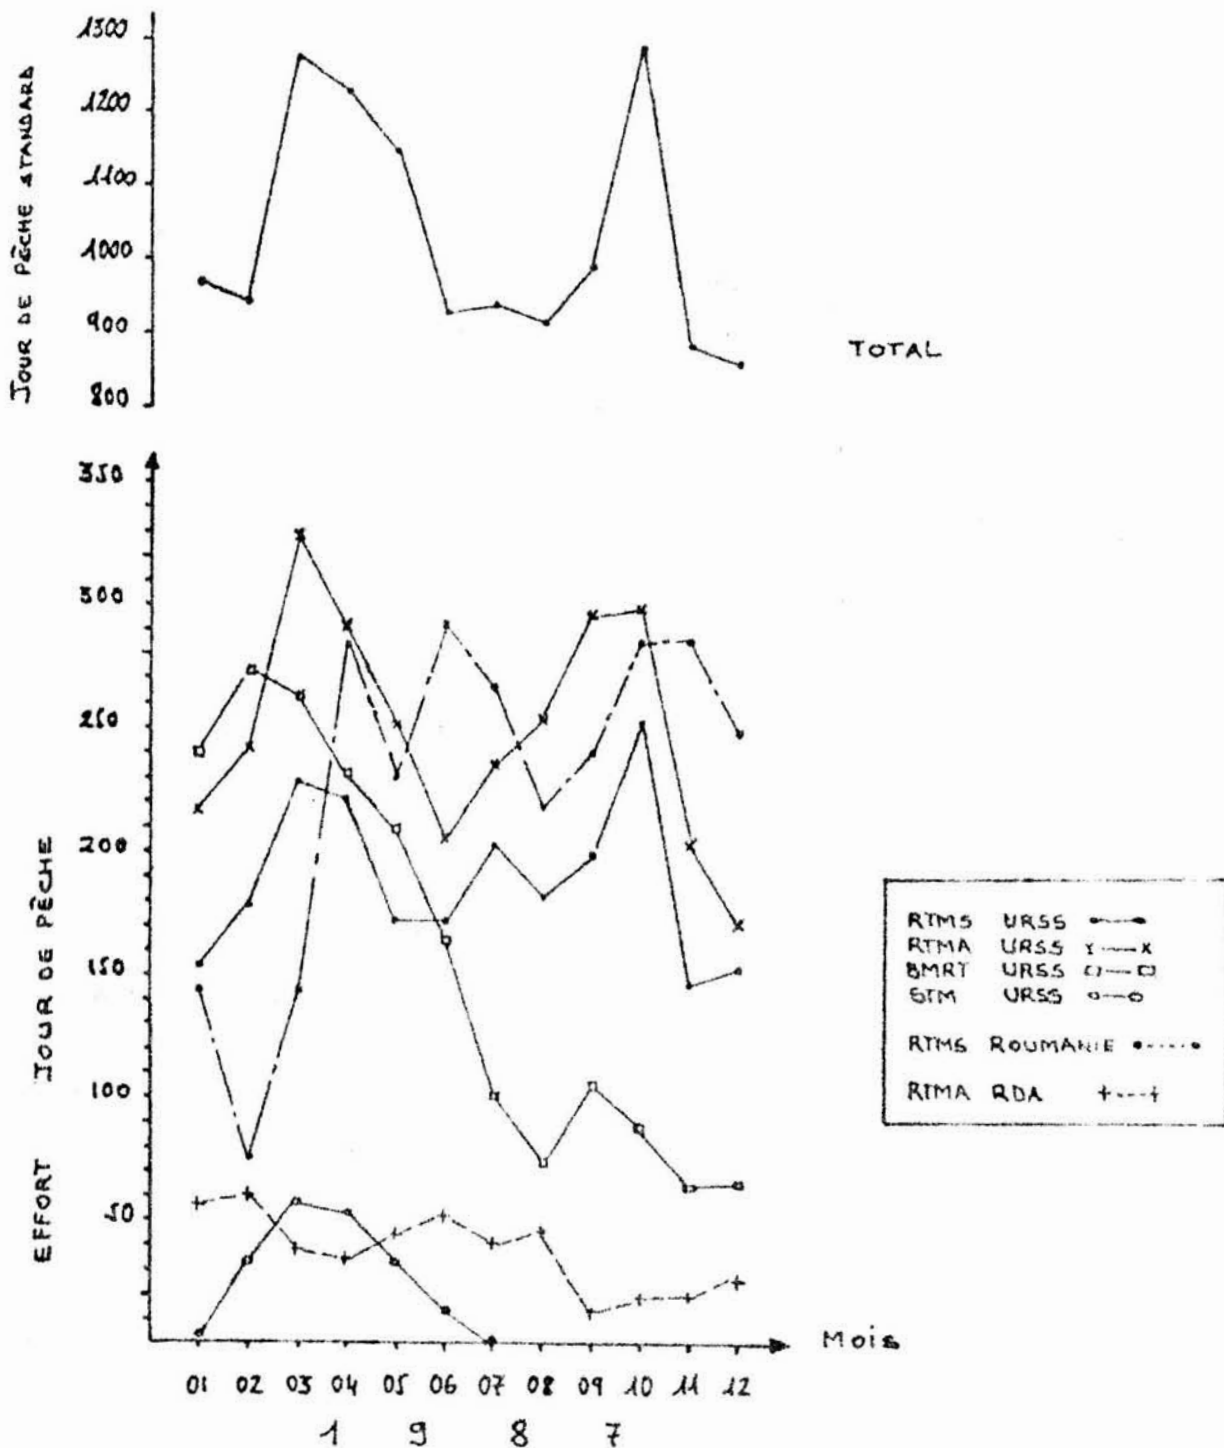 JOUR DE PÊCHE STANDARD
1300
1200
1100
1000
900
800
TOTAL
EFFORT JOUR DE PÊCHE
350
300
250
200
150
100
50
Mois
01 02 03 04 05 06 07 08 09 10 11 12
1 9 8 7
RTMS URSS
RTMA URSS
BMRT URSS
STM URSS
RTMS ROUMANIE
RTMA RDA